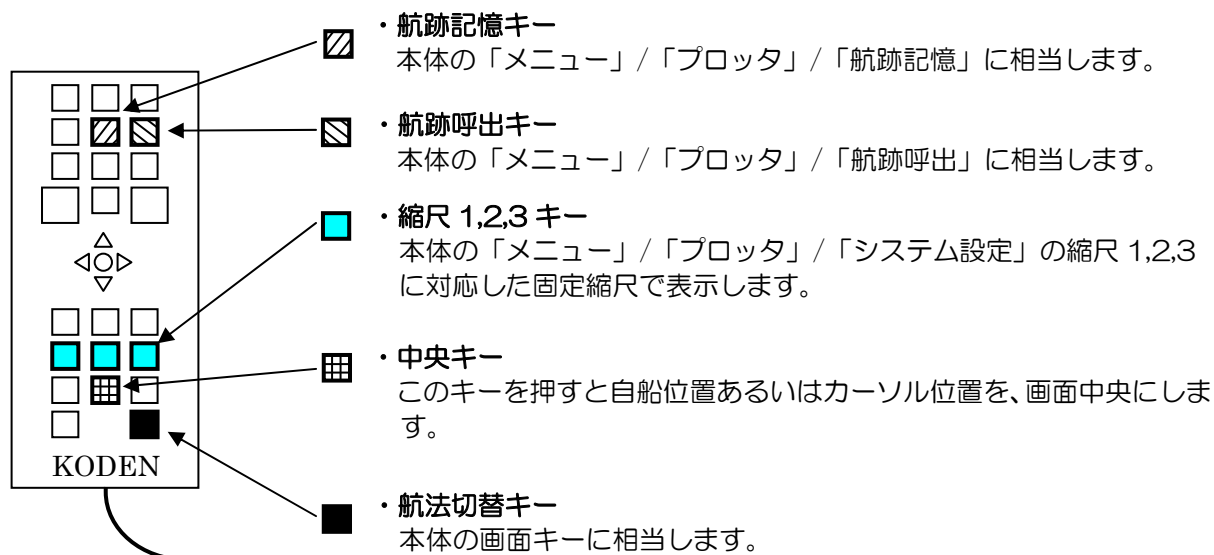 ・航跡記憶キー
本体の「メニュー」/「プロッタ」/「航跡記憶」に相当します。
・航跡呼出キー
本体の「メニュー」/「プロッタ」/「航跡呼出」に相当します。
・縮尺 1,2,3 キー
本体の「メニュー」/「プロッタ」/「システム設定」の縮尺 1,2,3
に対応した固定縮尺で表示します。
・中央キー
このキーを押すと自船位置あるいはカーソル位置を、画面中央にしま
す。
・航法切替キー
本体の画面キーに相当します。
KODEN